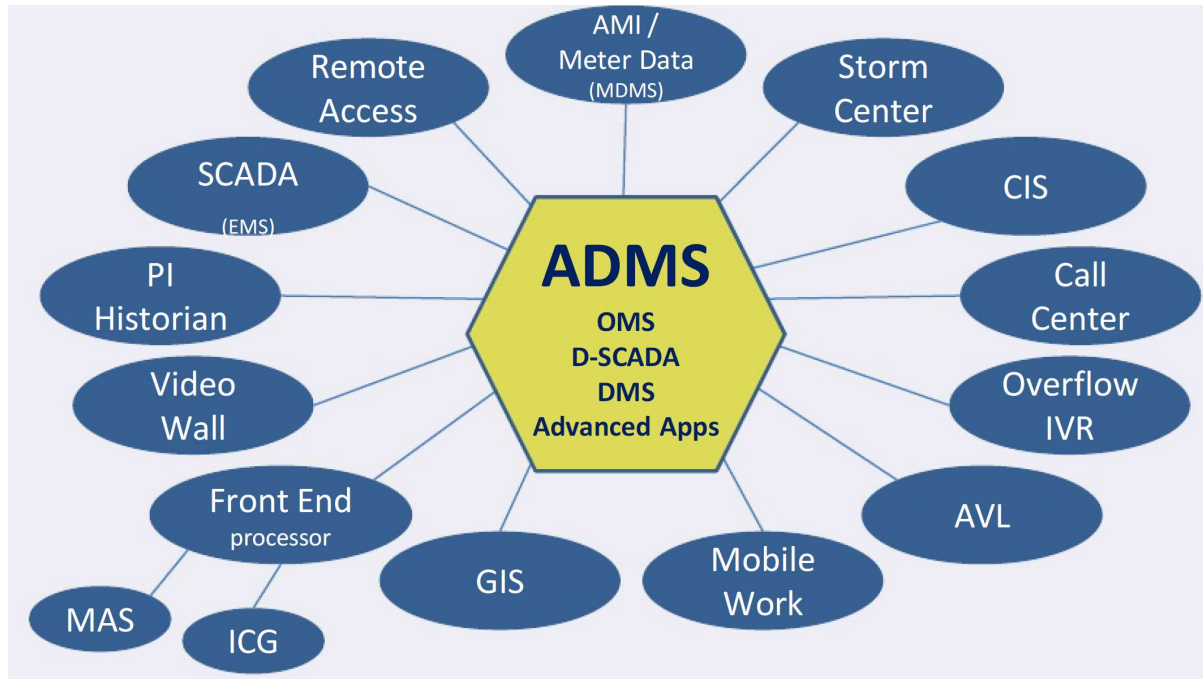 AMI /
Meter Data
(MDMS)
Remote
Access
Storm
Center
SCADA
(EMS)
CIS
PI
Historian
Call
Center
ADMS
OMS
D-SCADA
DMS
Advanced Apps
Video
Wall
Overflow
IVR
Front End
processor
AVL
GIS
Mobile
Work
MAS
ICG